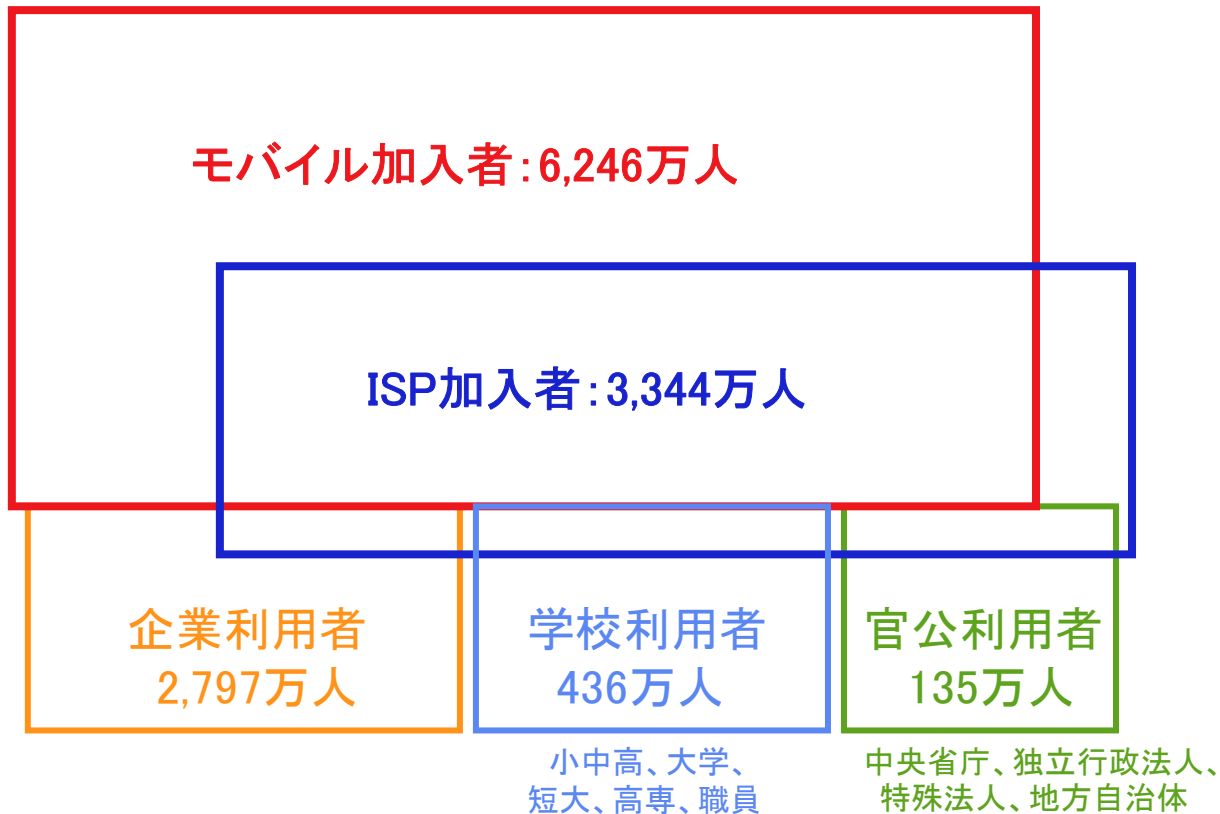 モバイル加入者:6,246万人
ISP加入者:3,344万人
企業利用者
2,797万人
学校利用者
436万人
官公利用者
135万人
小中高、大学、
短大、高専、職員
中央省庁、独立行政法人、
特殊法人、地方自治体